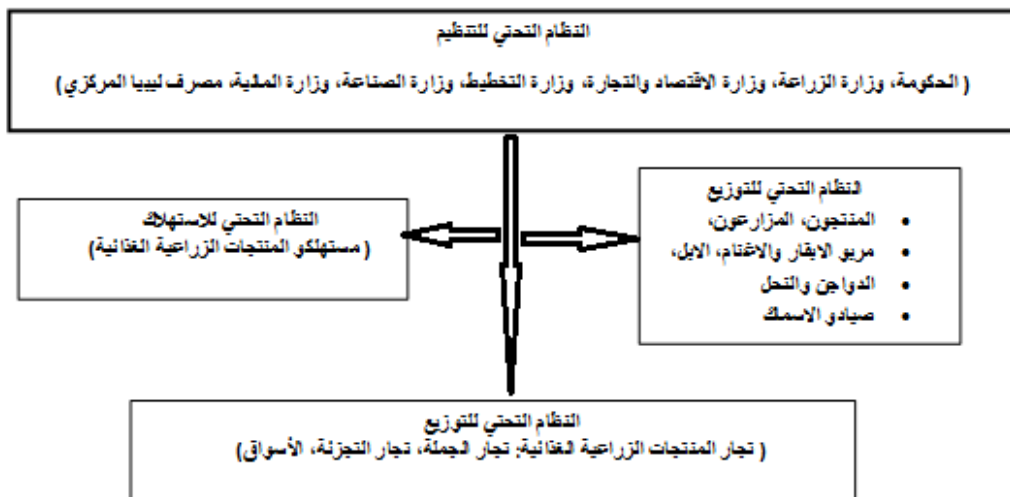 النظام التحتي للتنظيم
( الحكومة، وزارة الزراعة، وزارة الاقتصاد والتجارة، وزارة التخطيط، وزارة الصناعة، وزارة المالية، مصرف ليبيا المركزي)
النظام التحتي للتوزيع
• المنتجون، المزارعون،
• مربو الابقار والاغنام، الابل،
• الدواجن والنحل
• صيادو الاسماك
النظام التحتي للاستهلاك
( مستهلكو المنتجات الزراعية الغذائية)
النظام التحتي للتوزيع
( تجار المنتجات الزراعية الغذائية: تجار الجملة، تجار التجزئة، الأسواق)